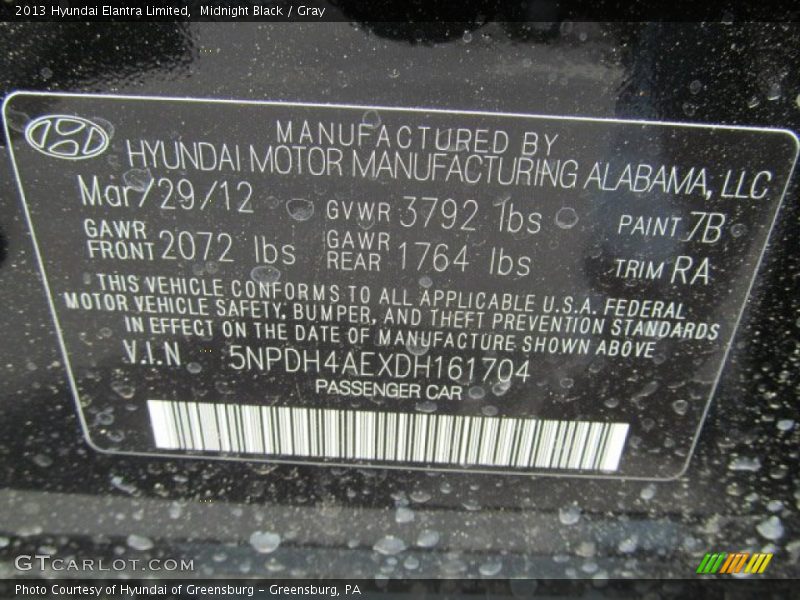 2013 Hyundai Elantra Limited,  Midnight Black / Gray
MANUFACTURED BY
HYUNDAI MOTOR MANUFACTURING ALABAMA, LLC
Mar/29/12 GVWR 3792 lbs PAINT 7B
GAWR FRONT 2072 lbs GAWR REAR 1764 lbs TRIM RA
THIS VEHICLE CONFORMS TO ALL APPLICABLE U.S.A. FEDERAL
MOTOR VEHICLE SAFETY, BUMPER, AND THEFT PREVENTION STANDARDS
IN EFFECT ON THE DATE OF MANUFACTURE SHOWN ABOVE
V.I.N 5NPDH4AEXDH161704
PASSENGER CAR
GTCARLOT.COM
Photo Courtesy of Hyundai of Greensburg – Greensburg, PA